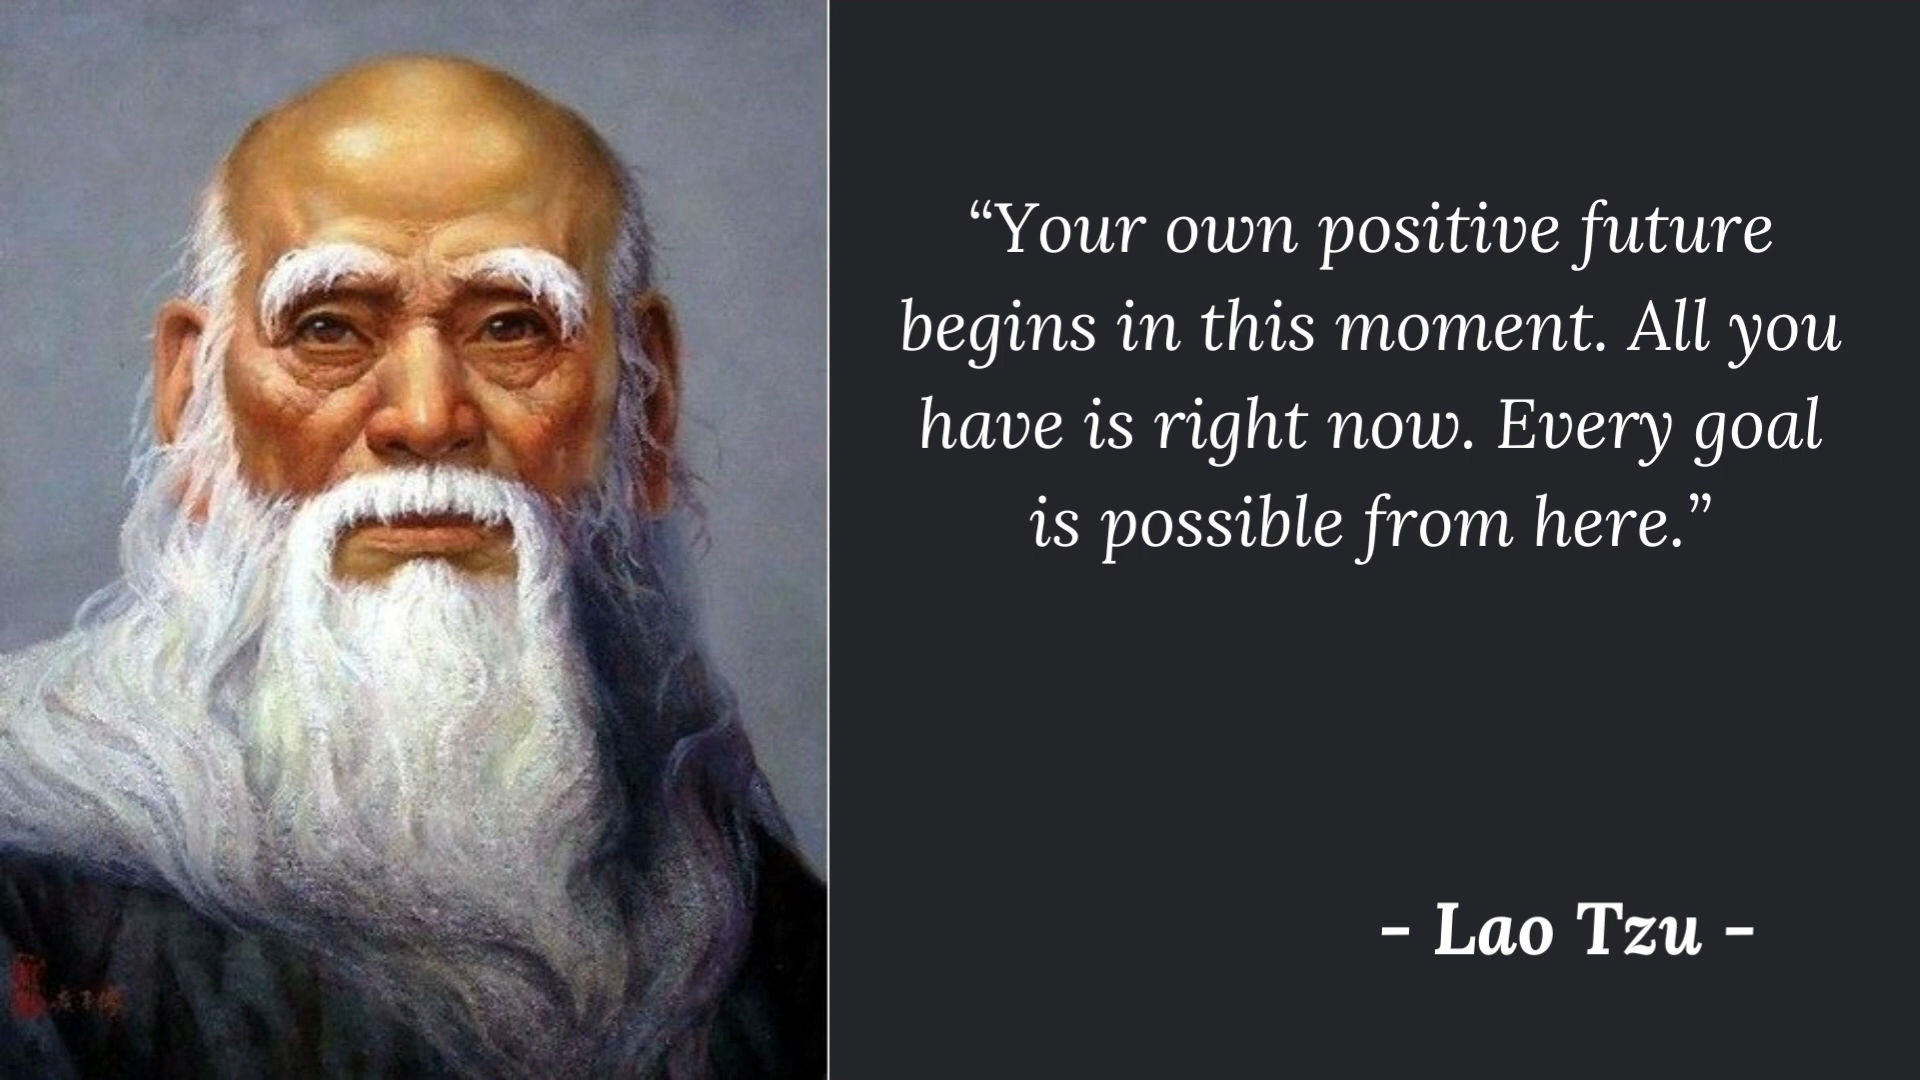 “Your own positive future
begins in this moment. All you
have is right now. Every goal
is possible from here.”
- Lao Tzu -